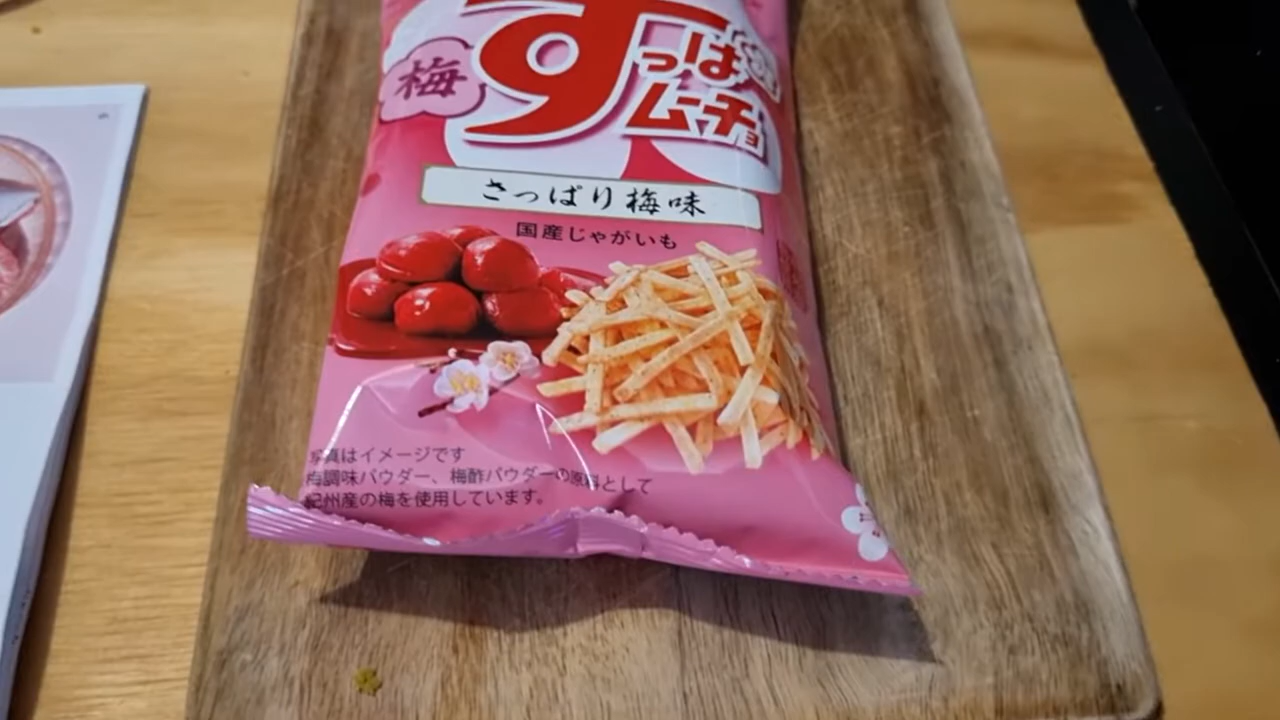 梅
すっぱ
ムーチョ
さっぱり梅味
国産じゃがいも
写真はイメージです
梅調味パウダー、梅酢パウダーの原料として
紀州産の梅を使用しています。